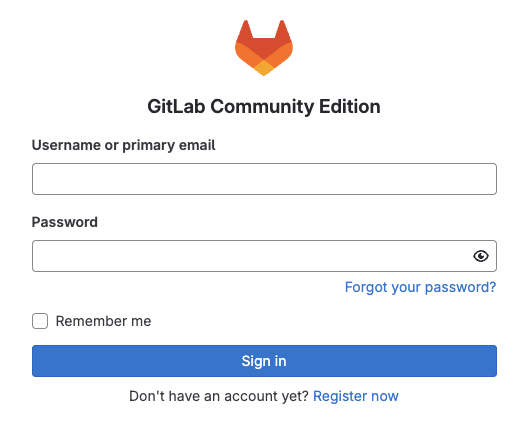 GitLab Community Edition
Username or primary email
Password
Forgot your password?
Remember me
Sign in
Don't have an account yet? Register now